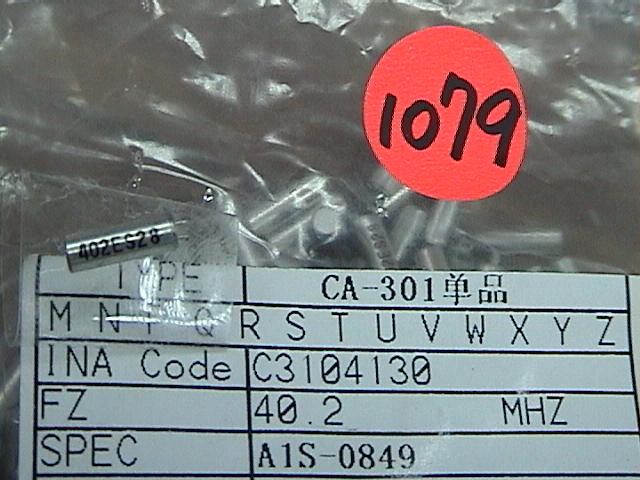 1079
402ES28
TYPE CA-301単品
M N P Q R S T U V W X Y Z
INA Code C3104130
FZ 40.2 MHZ
SPEC A1S-0849